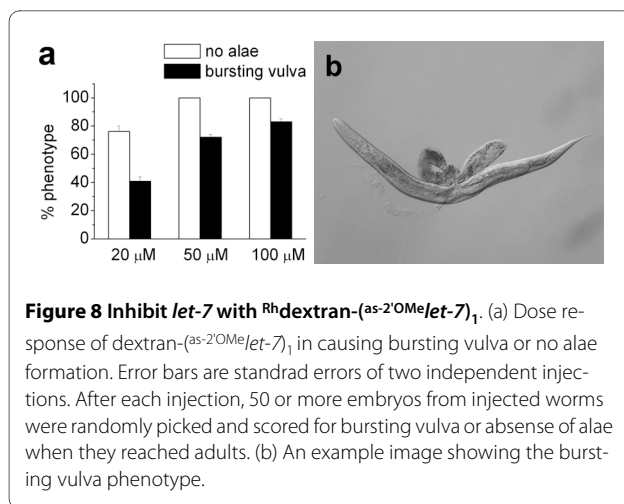 a
no alae
bursting vulva
b
100
80
60
40
20
0
% phenotype
20 µM
50 µM
100 µM
Figure 8 Inhibit let-7 with Rhdextran-(as-2'OMelet-7)1. (a) Dose re-
sponse of dextran-(as-2'OMelet-7)1 in causing bursting vulva or no alae
formation. Error bars are standrad errors of two independent injec-
tions. After each injection, 50 or more embryos from injected worms
were randomly picked and scored for bursting vulva or absense of alae
when they reached adults. (b) An example image showing the burst-
ing vulva phenotype.